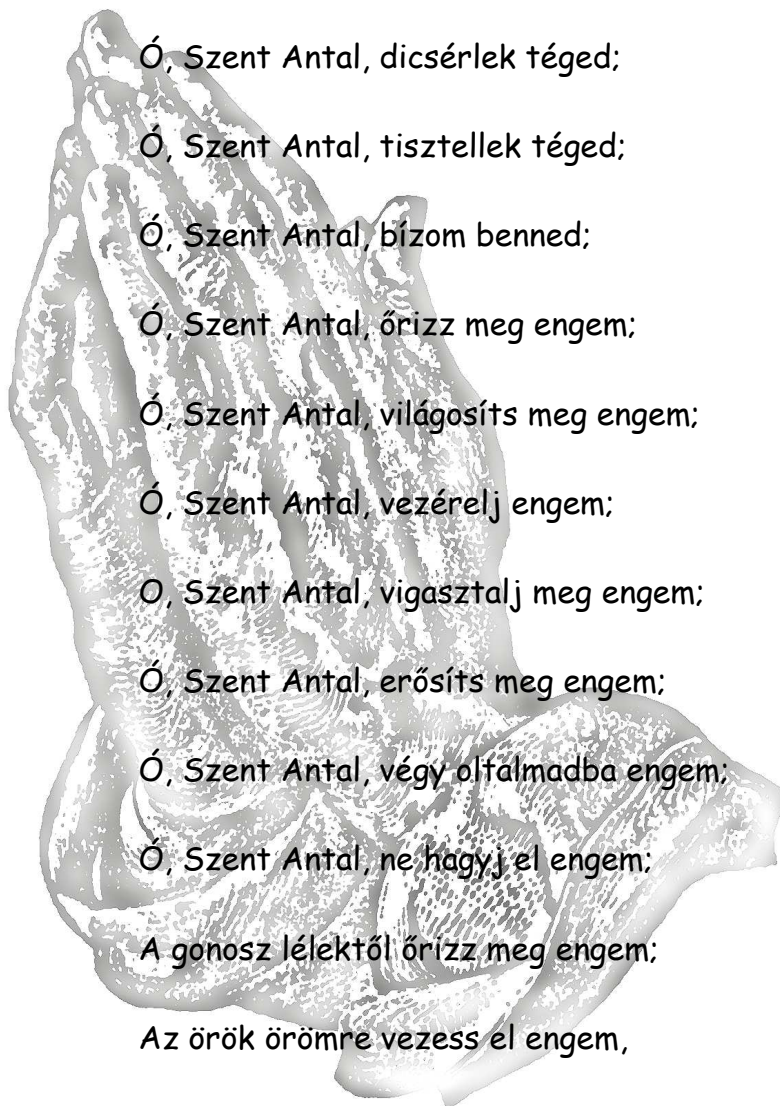 Ó, Szent Antal, dicsérlek téged;
Ó, Szent Antal, tisztellek téged;
Ó, Szent Antal, bízom benned;
Ó, Szent Antal, őrizz meg engem;
Ó, Szent Antal, világosíts meg engem;
Ó, Szent Antal, vezérelj engem;
O, Szent Antal, vigasztalj meg engem;
Ó, Szent Antal, erősíts meg engem;
Ó, Szent Antal, végy oltalmadba engem;
Ó, Szent Antal, ne hagyj el engem;
A gonosz lélektől őrizz meg engem;
Az örök örömre vezess el engem,